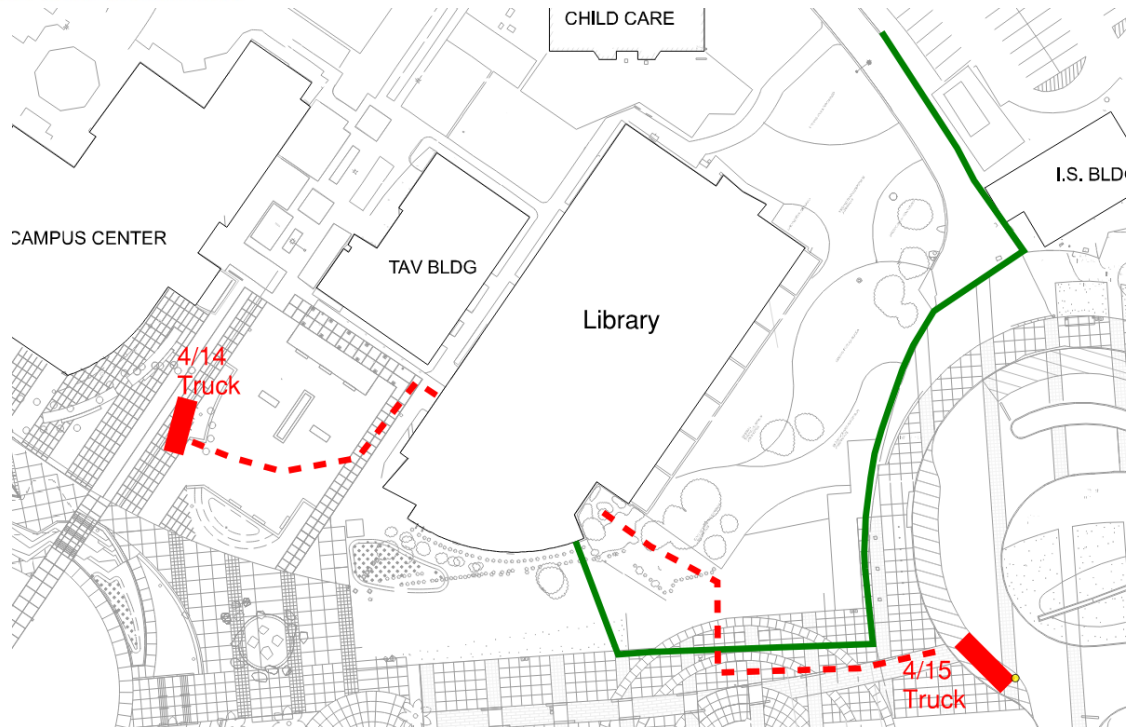 CHILD CARE
I.S. BLD
CAMPUS CENTER
TAV BLDG
Library
4/14
Truck
4/15
Truck